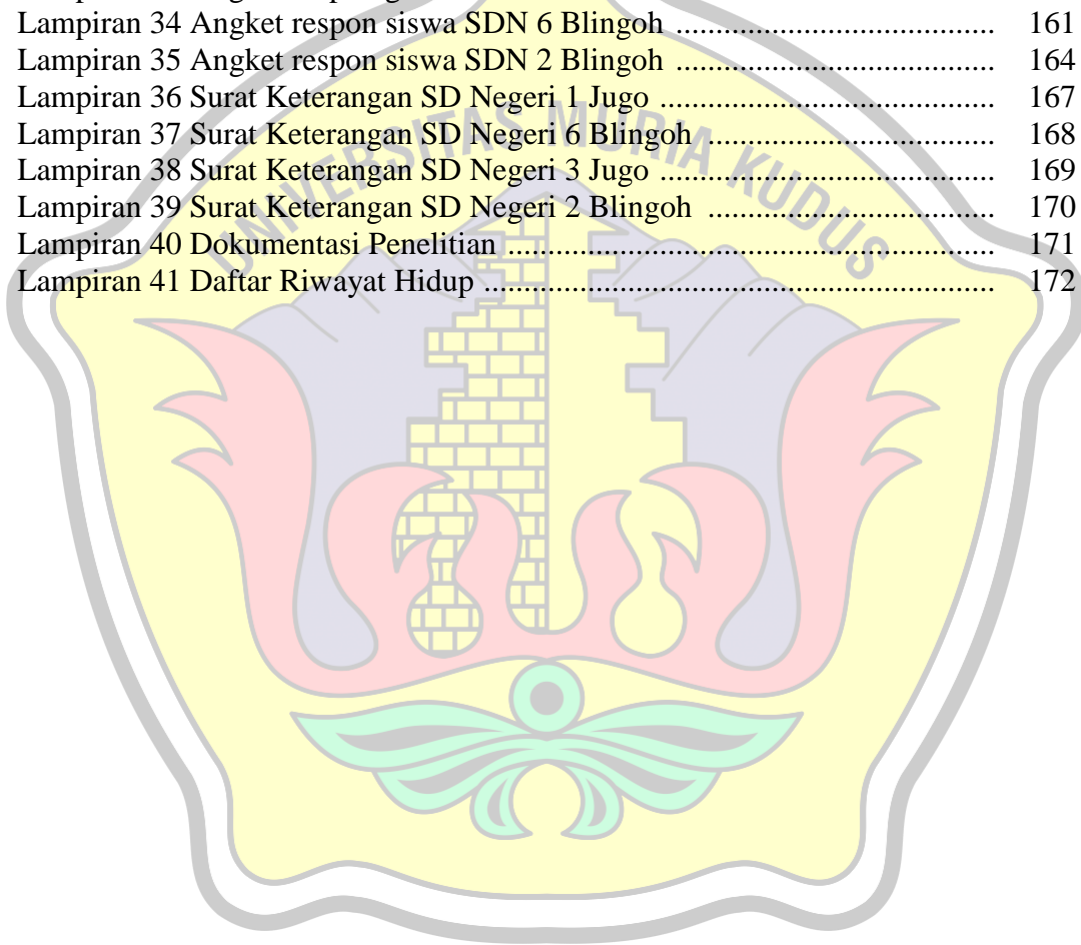 Lampiran 34 Angket respon siswa SDN 6 Blingoh ..................................... 161
Lampiran 35 Angket respon siswa SDN 2 Blingoh ..................................... 164
Lampiran 36 Surat Keterangan SD Negeri 1 Jugo ....................................... 167
Lampiran 37 Surat Keterangan SD Negeri 6 Blingoh ................................. 168
Lampiran 38 Surat Keterangan SD Negeri 3 Jugo ....................................... 169
Lampiran 39 Surat Keterangan SD Negeri 2 Blingoh ................................. 170
Lampiran 40 Dokumentasi Penelitian ......................................................... 171
Lampiran 41 Daftar Riwayat Hidup ............................................................ 172
UNIVERSITAS MURIA KUDUS